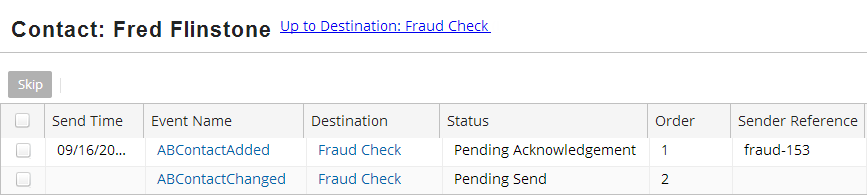 Contact: Fred Flinstone Up to Destination: Fraud Check
Skip
Send Time Event Name Destination Status Order Sender Reference
09/16/20... ABContactAdded Fraud Check Pending Acknowledgement 1 fraud-153
ABContactChanged Fraud Check Pending Send 2